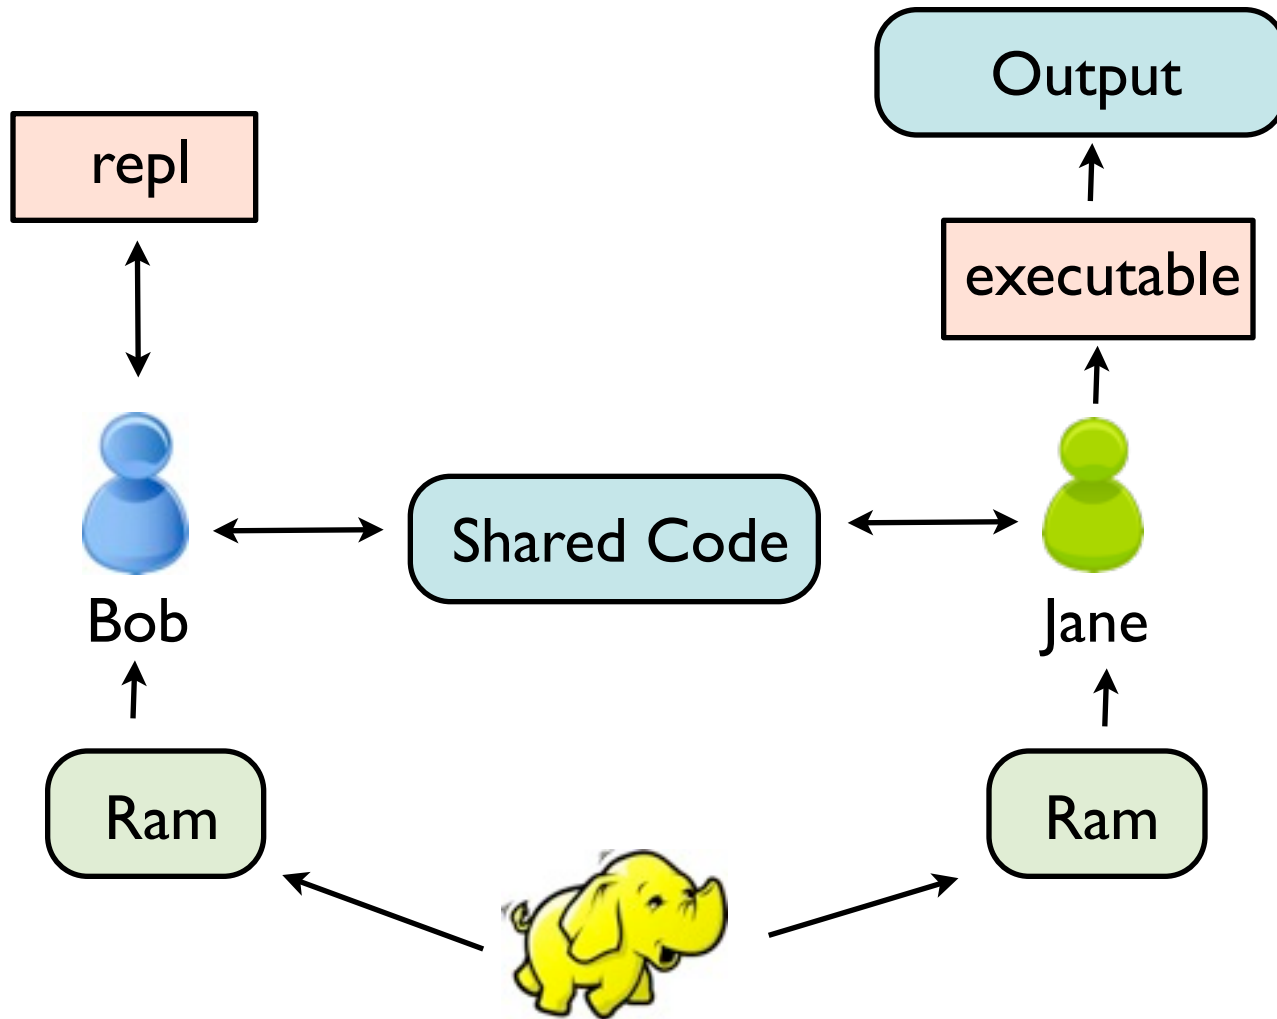 Output
repl
executable
Shared Code
Bob
Jane
Ram
Ram